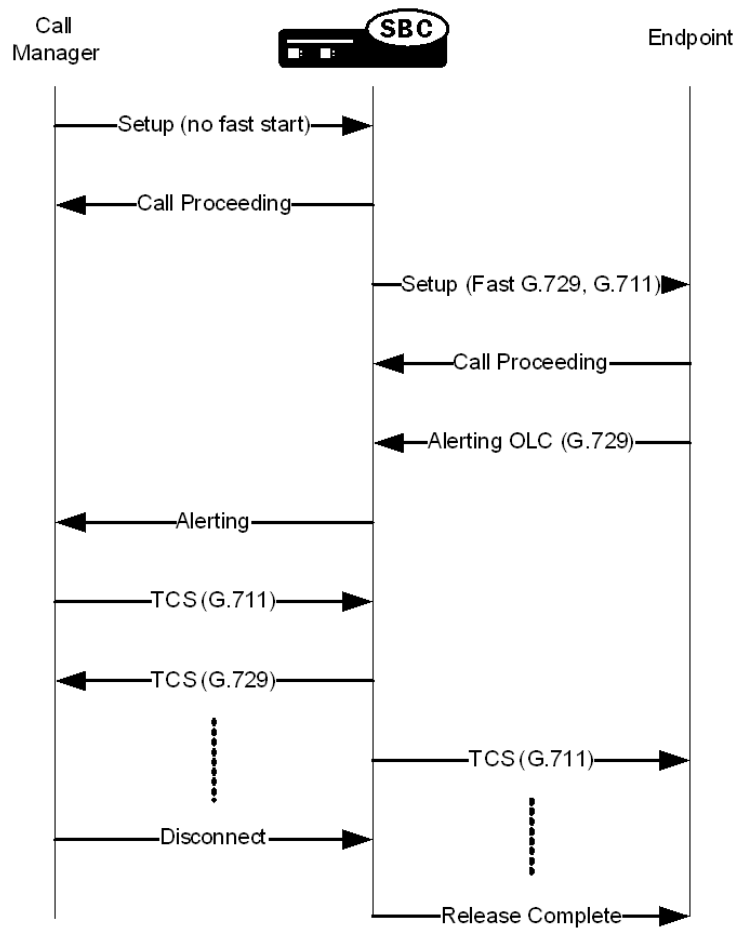 Call
Manager
SBC
Endpoint
Setup (no fast start)
Call Proceeding
Setup (Fast G.729, G.711)
Call Proceeding
Alerting OLC (G.729)
Alerting
TCS (G.711)
TCS (G.729)
TCS (G.711)
Disconnect
Release Complete